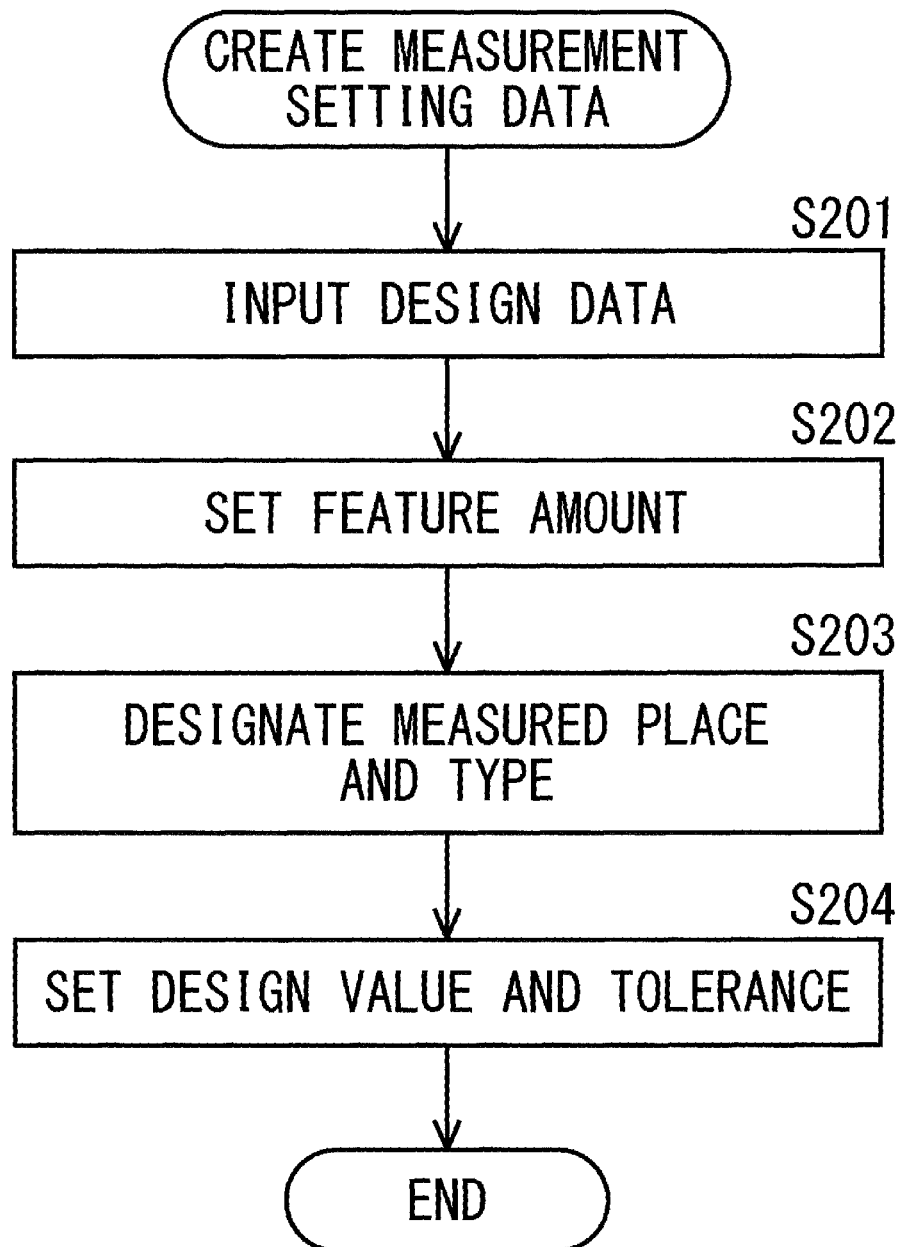 CREATE MEASUREMENT
SETTING DATA
S201
INPUT DESIGN DATA
S202
SET FEATURE AMOUNT
S203
DESIGNATE MEASURED PLACE
AND TYPE
S204
SET DESIGN VALUE AND TOLERANCE
END